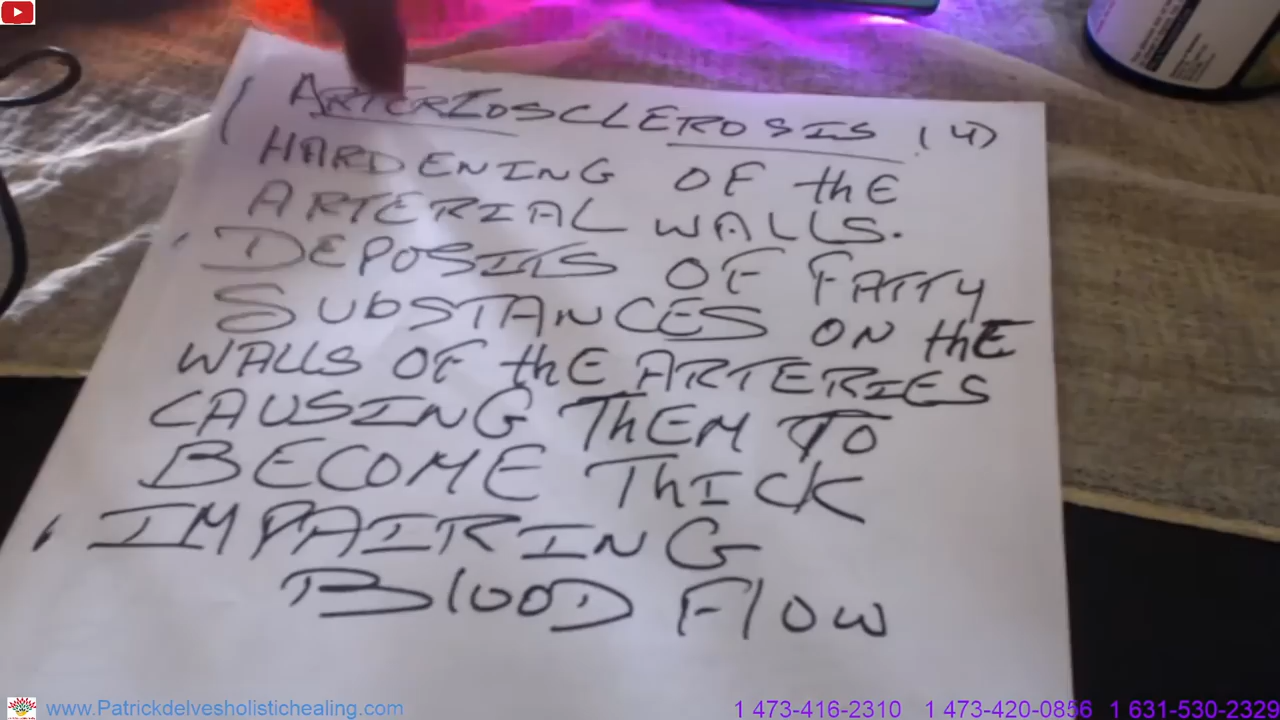 ARTERIOSCLEROSIS (4)
HARDENING OF thE
ARTERIAL WALLS.
DEPOSITS OF FATTY
SUBSTANCES ON thE
WALLS OF thE ARTERIES
CAUSING ThEM TO
BECOME ThICK
IMPAIRING
BlOOD FlOW
www.Patrickdelvesholistichealing.com
1 473-416-2310 1 473-420-0856 1 631-530-2329